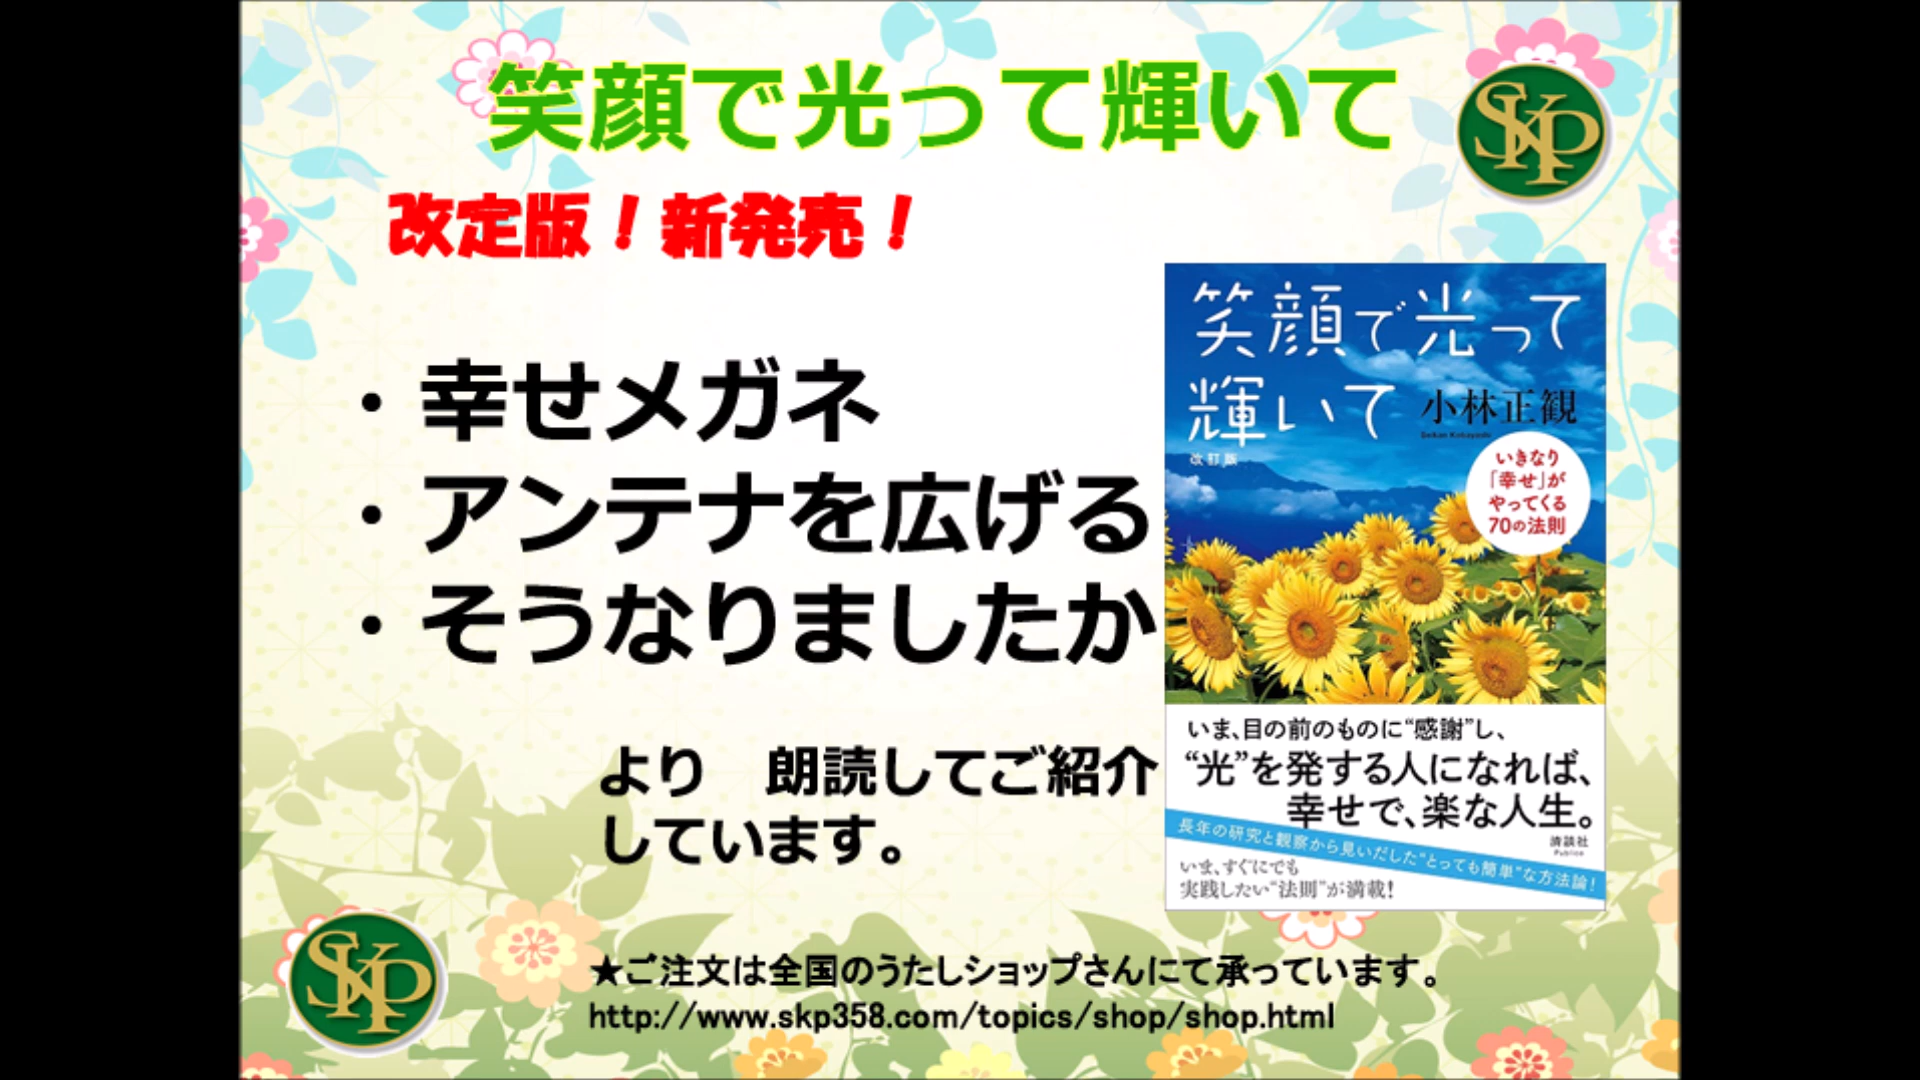 笑顔で光って輝いて
SKP
改定版！新発売！
・幸せメガネ
・アンテナを広げる
・そうなりましたか
より　朗読してご紹介
しています。
笑顔で光って
輝いて
小林正観
Seikan Kobayashi
改訂版
いきなり
「幸せ」が
やってくる
70の法則
いま、目の前のものに“感謝”し、
“光”を発する人になれば、
幸せで、楽な人生。
清談社
Publico
長年の研究と観察から見いだした“とっても簡単”な方法論！
いま、すぐにでも
実践したい“法則”が満載！
SKP
★ご注文は全国のうたしショップさんにて承っています。
http://www.skp358.com/topics/shop/shop.html